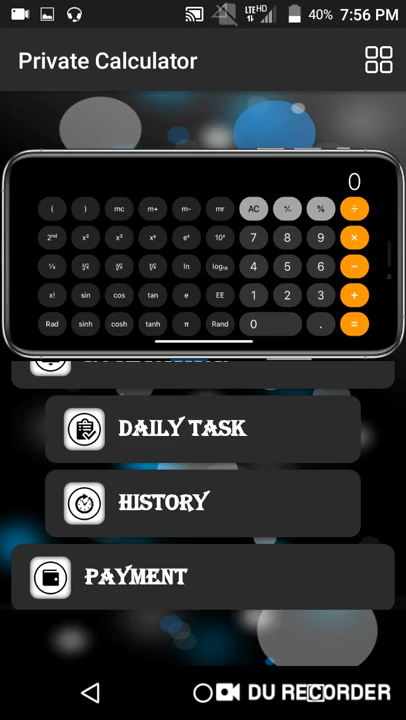 LTE HD 40% 7:56 PM
Private Calculator
0
( ) mc m+ m- mr AC +/- % ÷
2nd x² x³ xʸ eˣ 10ˣ 7 8 9 ×
¹/x ²√x ³√x ʸ√x ln log₁₀ 4 5 6 −
x! sin cos tan e EE 1 2 3 +
Rad sinh cosh tanh π Rand 0 . =
DAILY TASK
HISTORY
PAYMENT
DU RECORDER